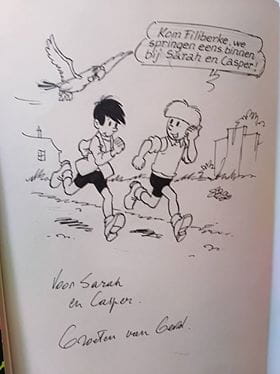 Kom Filiberke, we
springen eens binnen
bij Sarah en Casper!
Voor Sarah
en Casper.
Groeten van Gerd.